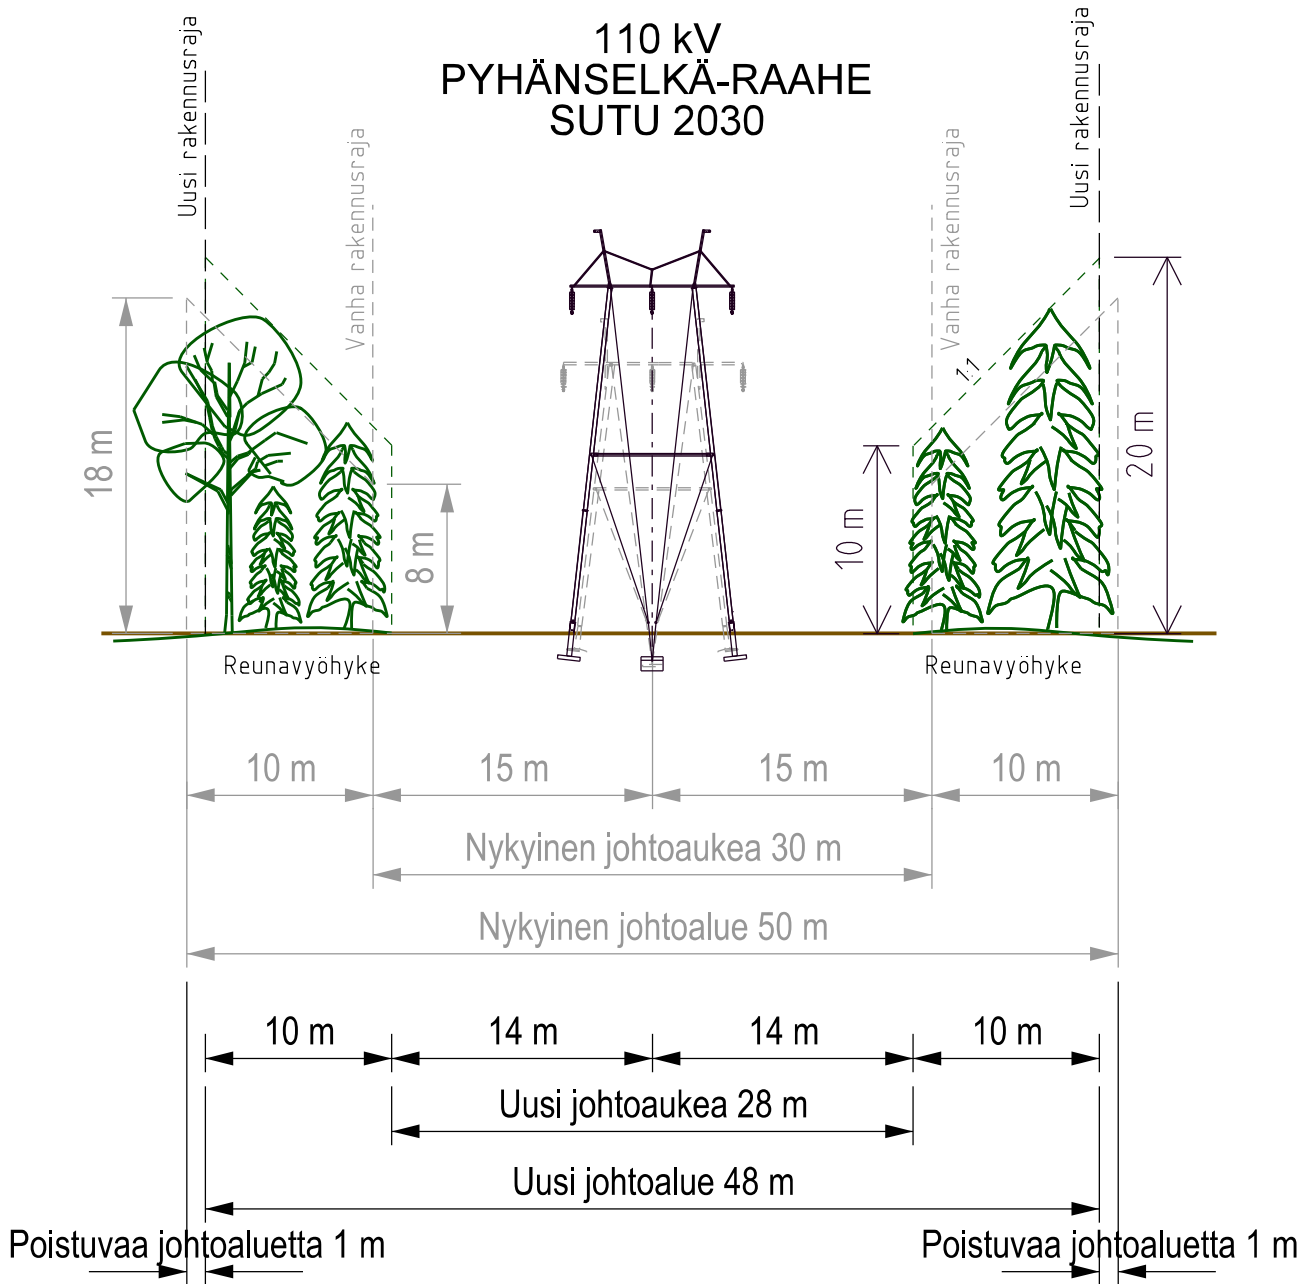 110 kV
PYHÄNSELKÄ-RAAHE
SUTU 2030
Uusi rakennusraja
Vanha rakennusraja
Vanha rakennusraja
Uusi rakennusraja
18 m
8 m
1:1
10 m
20 m
Reunavyöhyke
Reunavyöhyke
10 m
15 m
15 m
10 m
Nykyinen johtoaukea 30 m
Nykyinen johtoalue 50 m
10 m
14 m
14 m
10 m
Uusi johtoaukea 28 m
Uusi johtoalue 48 m
Poistuvaa johtoaluetta 1 m
Poistuvaa johtoaluetta 1 m